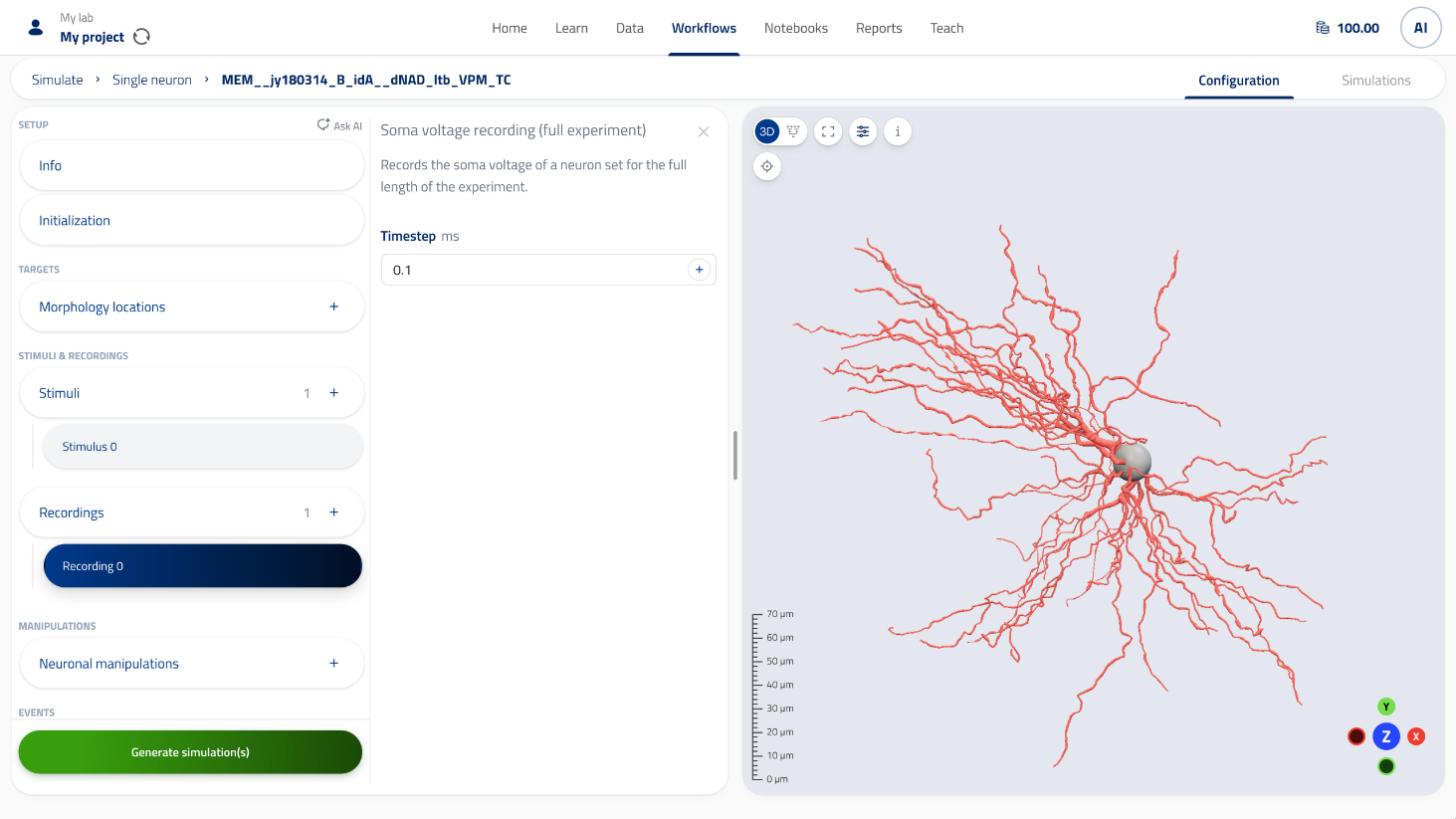 My lab
My project
Home
Learn
Data
Workflows
Notebooks
Reports
Teach
100.00
AI
Simulate
Single neuron
MEM__jy180314_B_idA__dNAD_ltb_VPM_TC
Configuration
Simulations
SETUP
Ask AI
Info
Initialization
TARGETS
Morphology locations +
STIMULI & RECORDINGS
Stimuli 1 +
Stimulus 0
Recordings 1 +
Recording 0
MANIPULATIONS
Neuronal manipulations +
EVENTS
Generate simulation(s)
Soma voltage recording (full experiment)
Records the soma voltage of a neuron set for the full
length of the experiment.
Timestep ms
0.1 +
3D
i
70 µm
60 µm
50 µm
40 µm
30 µm
20 µm
10 µm
0 µm
Y
Z
X